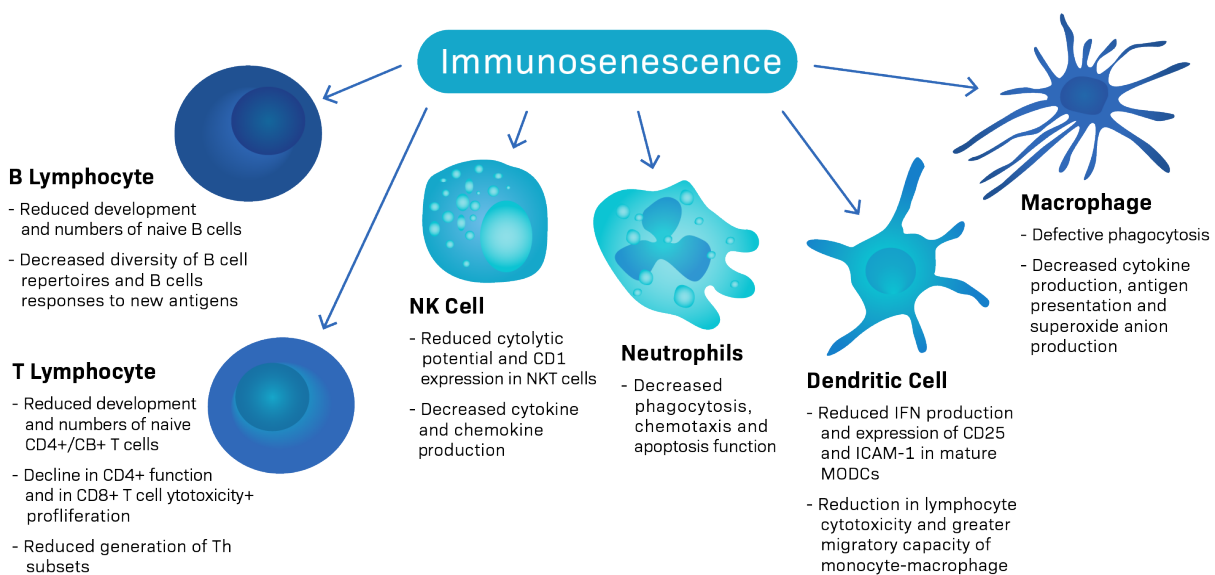 Immunosenescence
B Lymphocyte
- Reduced development
and numbers of naive B cells
- Decreased diversity of B cell
repertoires and B cells
responses to new antigens
T Lymphocyte
- Reduced development
and numbers of naive
CD4+/CB+ T cells
- Decline in CD4+ function
and in CD8+ T cell ytotoxicity+
profliferation
- Reduced generation of Th
subsets
NK Cell
- Reduced cytolytic
potential and CD1
expression in NKT cells
- Decreased cytokine
and chemokine
production
Neutrophils
- Decreased
phagocytosis,
chemotaxis and
apoptosis function
Dendritic Cell
- Reduced IFN production
and expression of CD25
and ICAM-1 in mature
MODCs
- Reduction in lymphocyte
cytotoxicity and greater
migratory capacity of
monocyte-macrophage
Macrophage
- Defective phagocytosis
- Decreased cytokine
production, antigen
presentation and
superoxide anion
production